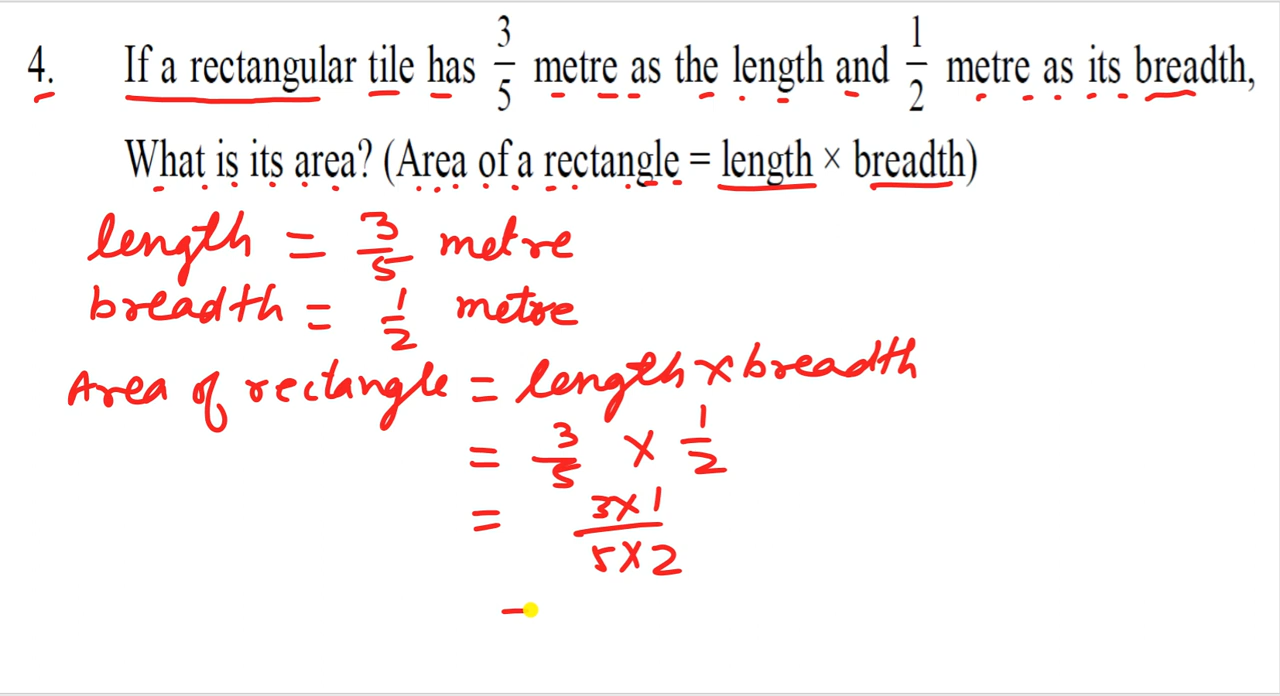 4. If a rectangular tile has 3/5 metre as the length and 1/2 metre as its breadth,
What is its area? (Area of a rectangle = length × breadth)
length = 3/5 metre
breadth = 1/2 metre
Area of rectangle = length × breadth
= 3/5 × 1/2
= 3×1/5×2